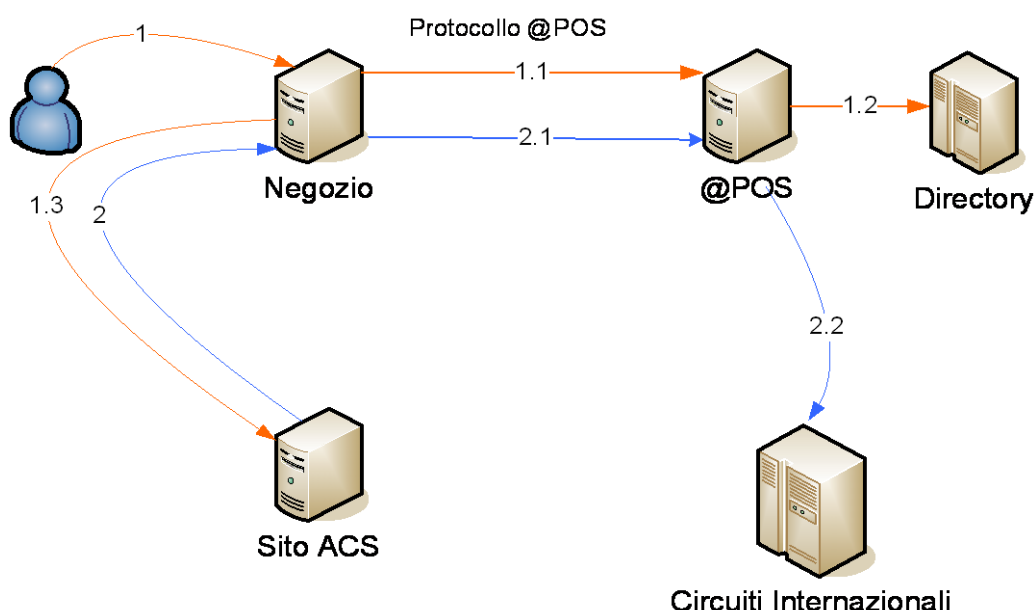 Protocollo @POS
1
1.1
1.2
2.1
Negozio
@POS
Directory
1.3
2
2.2
Sito ACS
Circuiti Internazionali